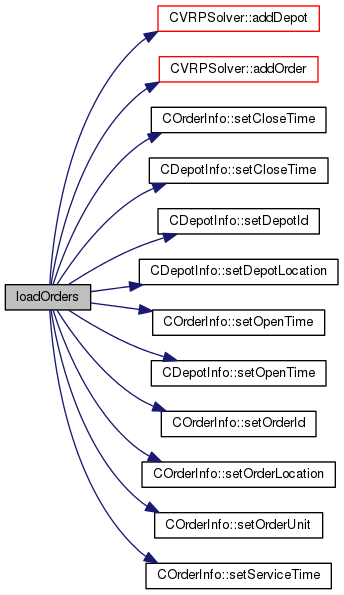 CVRPSolver::addDepot
CVRPSolver::addOrder
COrderInfo::setCloseTime
CDepotInfo::setCloseTime
CDepotInfo::setDepotId
CDepotInfo::setDepotLocation
loadOrders
COrderInfo::setOpenTime
CDepotInfo::setOpenTime
COrderInfo::setOrderId
COrderInfo::setOrderLocation
COrderInfo::setOrderUnit
COrderInfo::setServiceTime